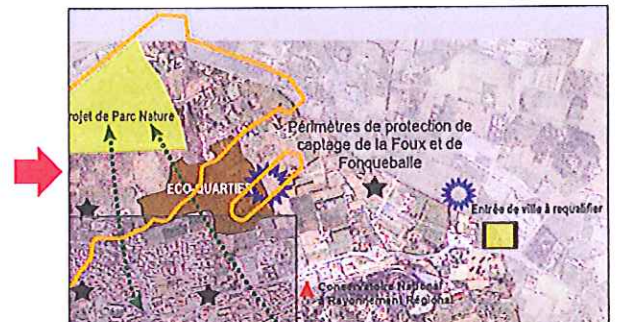 rojet de Parc Nature
Périmètres de protection de
captage de la Foux et de
Fonqueballe
ECO-QUARTIER
Entrée de ville à requalifier
Conservatoire National
à Rayonnement Régional